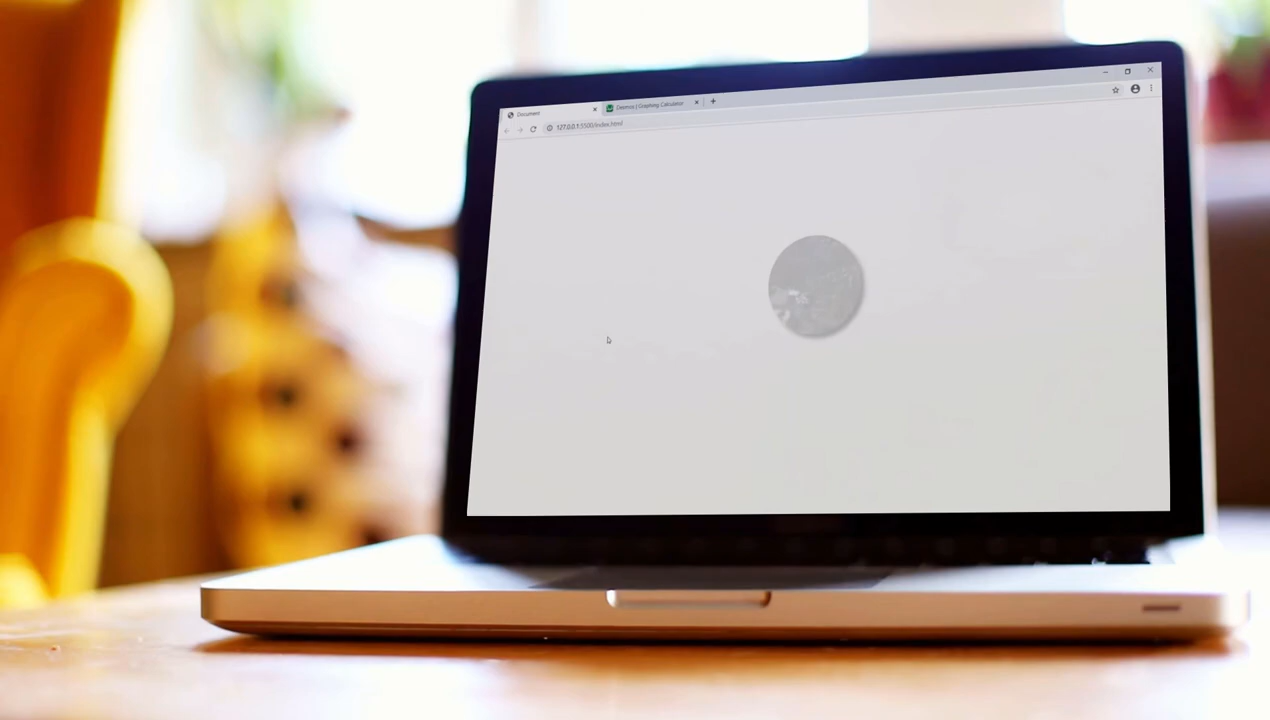 Document
Desmos | Graphing Calculator
127.0.0.1:5500/index.html